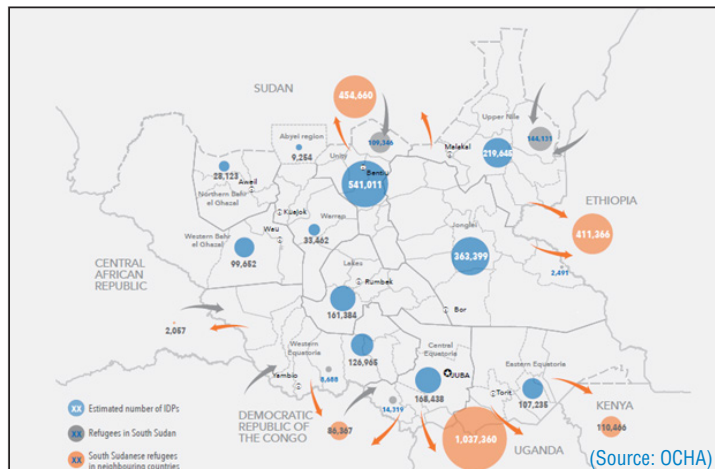 SUDAN
454,660
Upper Nile
Abyei region
9,254
Unity
109,346
Malakal
219,645
144,131
Bentiu
541,011
28,123
Aweil
Northern Bahr
el Ghazal
Kuajok
Warrap
33,462
ETHIOPIA
411,366
Western Bahr
el Ghazal
Wau
99,652
Jonglei
363,399
2,491
CENTRAL
AFRICAN
REPUBLIC
Lakes
Rumbek
161,384
Bor
2,057
Western
Equatoria
126,965
Central
Equatoria
Eastern Equatoria
Yambio
JUBA
168,438
Torit
107,235
14,319
DEMOCRATIC
REPUBLIC OF
THE CONGO
86,367
KENYA
110,466
1,037,360
UGANDA
XX Estimated number of IDPs
XX Refugees in South Sudan
XX South Sudanese refugees
in neighbouring countries
(Source: OCHA)